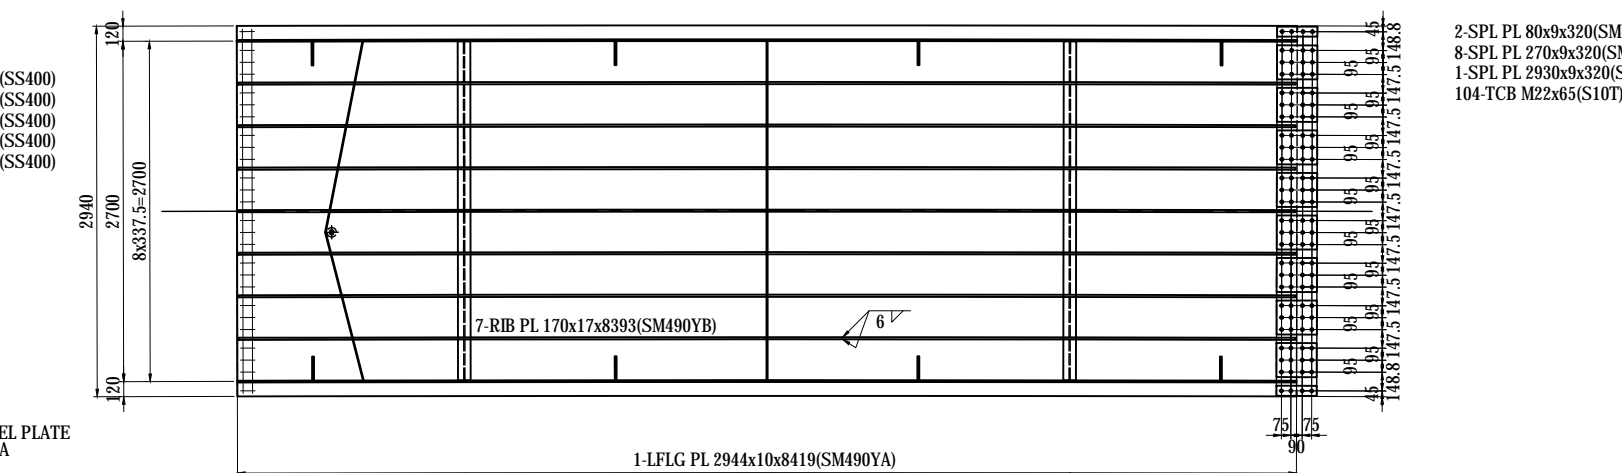 (SS400)
(SS400)
(SS400)
(SS400)
(SS400)
2-SPL PL 80x9x320(SM
8-SPL PL 270x9x320(SM
1-SPL PL 2930x9x320(S
104-TCB M22x65(S10T)
120
2940
2700
8x337.5=2700
120
7-RIB PL 170x17x8393(SM490YB)
6
45
148.8
95
95
147.5
95
95
147.5
95
95
147.5
95
95
147.5
95
95
147.5
95
95
147.5
95
95
147.5
95
95
148.8
45
75
75
90
EL PLATE
A
1-LFLG PL 2944x10x8419(SM490YA)